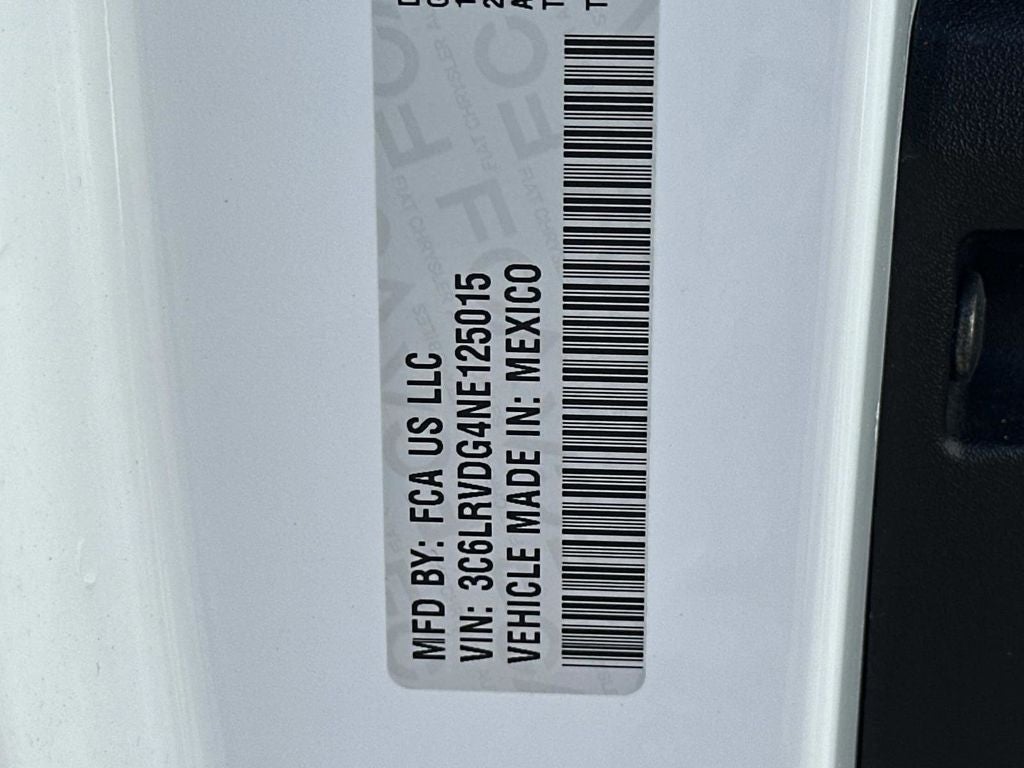 MFD BY: FCA US LLC
VIN: 3C6LRVDG4NE125015
VEHICLE MADE IN: MEXICO